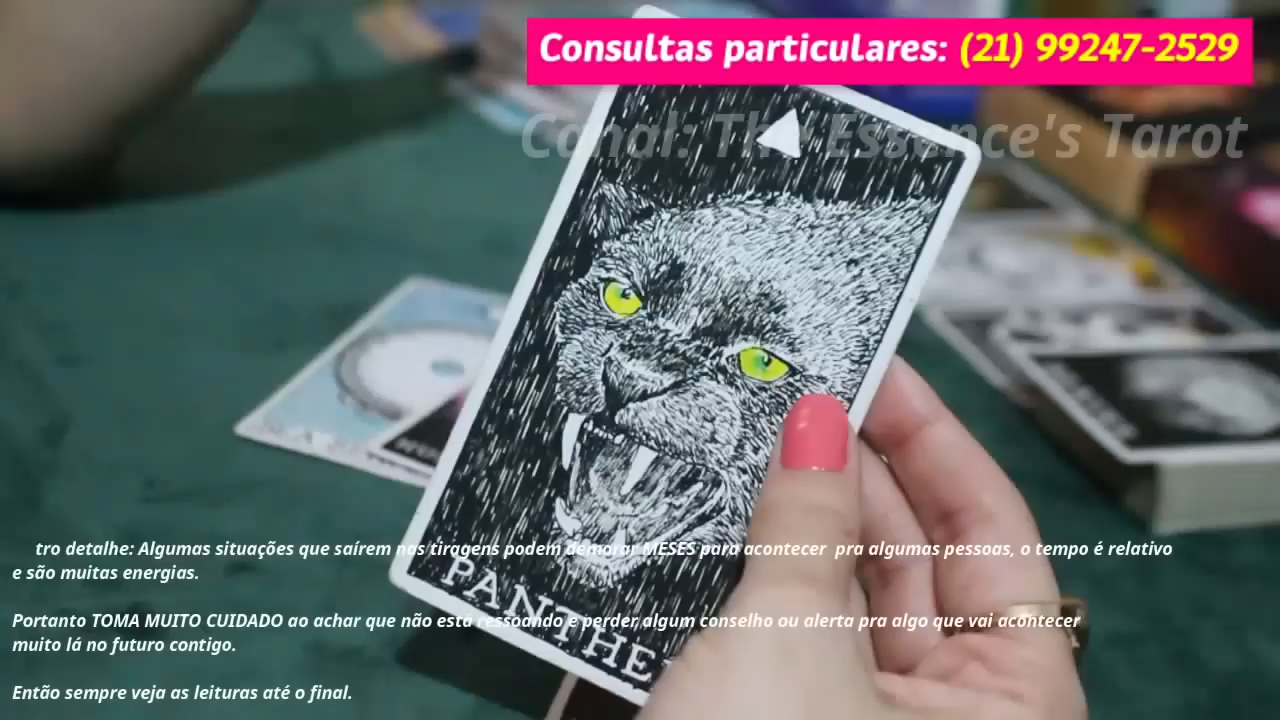 Consultas particulares: (21) 99247-2529
Canal: The Essence's Tarot
tro detalhe: Algumas situações que saírem nas tiragens podem demorar MESES para acontecer pra algumas pessoas, o tempo é relativo
e são muitas energias.
Portanto TOMA MUITO CUIDADO ao achar que não está ressoando e perder algum conselho ou alerta pra algo que vai acontecer
muito lá no futuro contigo.
Então sempre veja as leituras até o final.
PANTHE